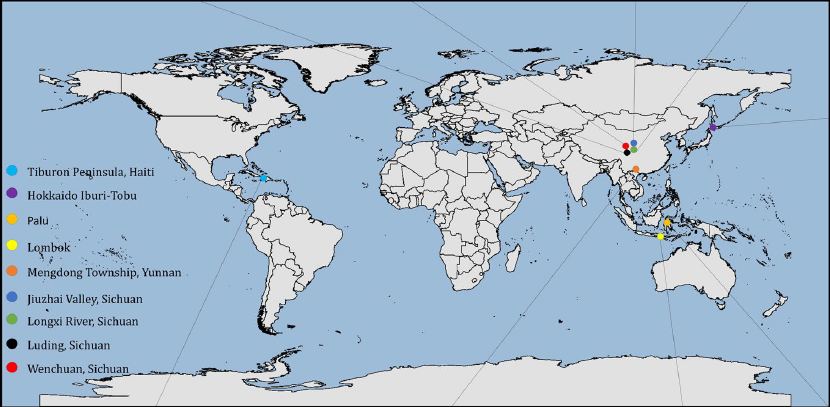 Tiburon Peninsula, Haiti
Hokkaido Iburi-Tobu
Palu
Lombok
Mengdong Township, Yunnan
Jiuzhai Valley, Sichuan
Longxi River, Sichuan
Luding, Sichuan
Wenchuan, Sichuan